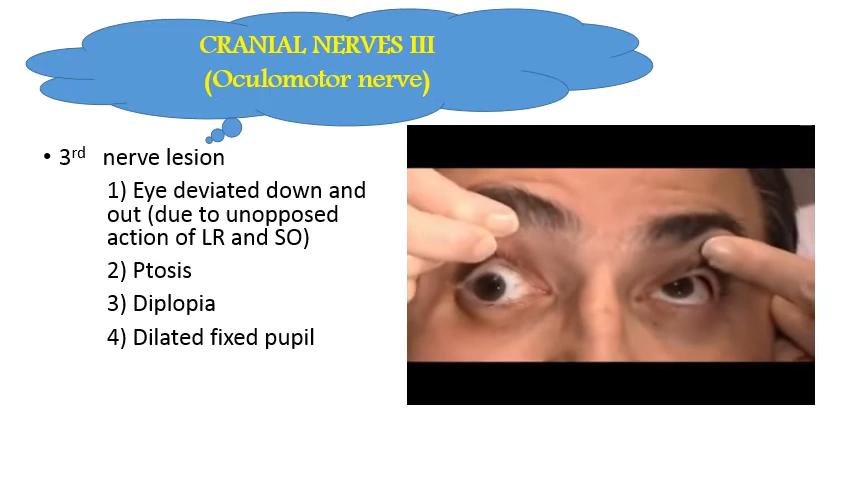 CRANIAL NERVES III
(Oculomotor nerve)
• 3rd nerve lesion
1) Eye deviated down and
out (due to unopposed
action of LR and SO)
2) Ptosis
3) Diplopia
4) Dilated fixed pupil